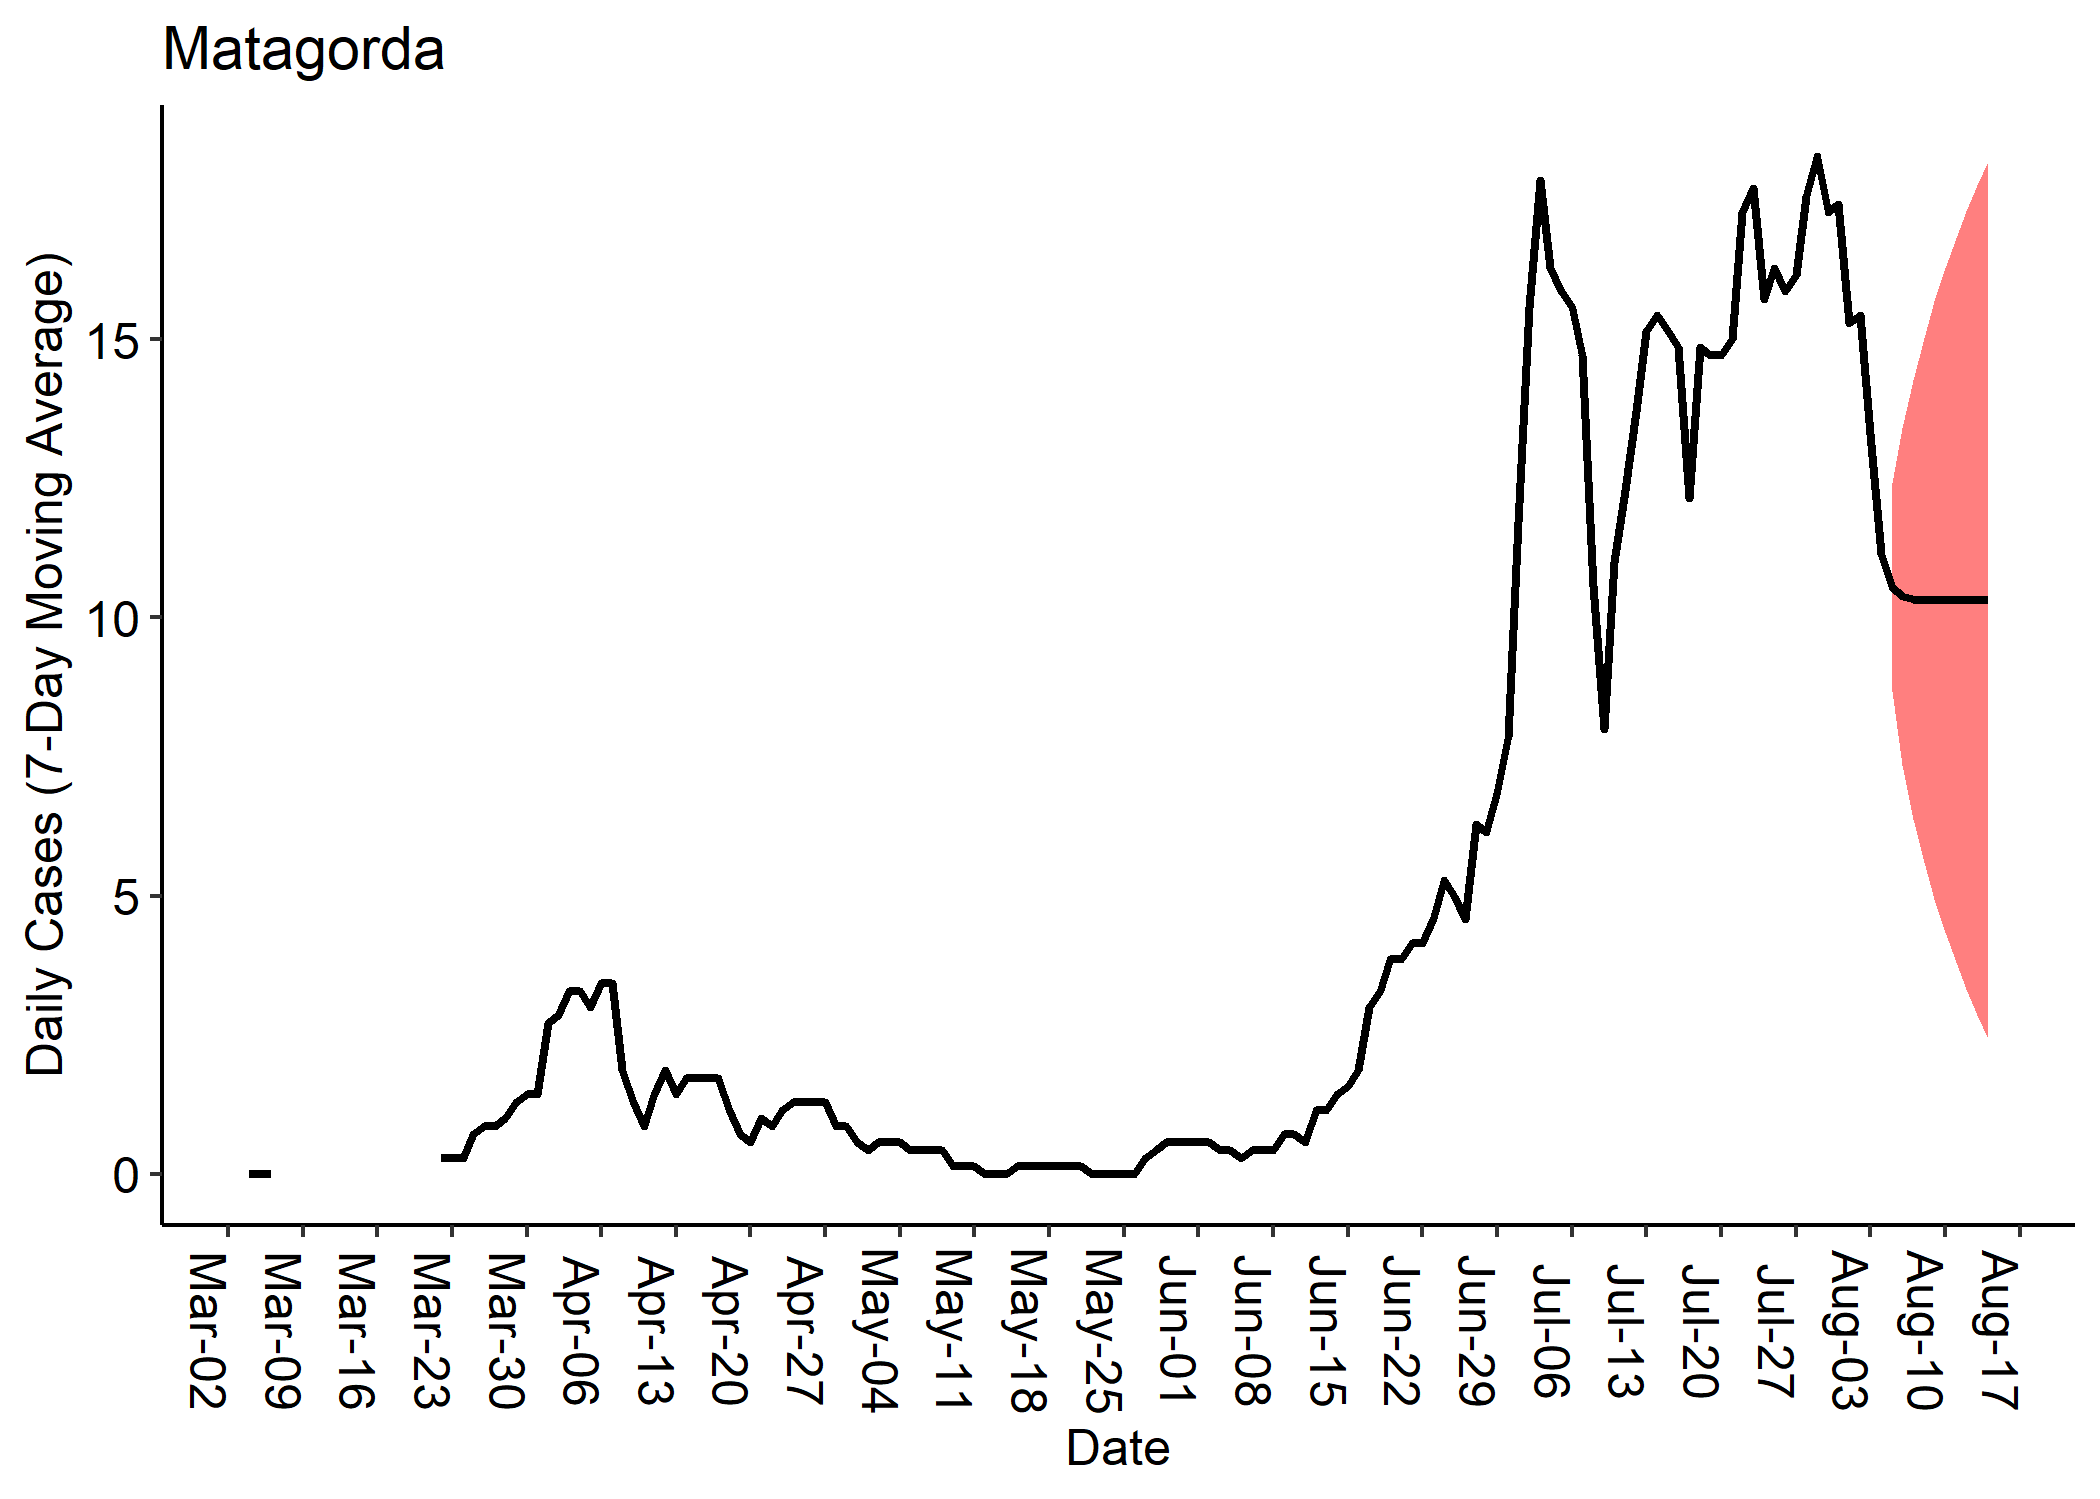 Matagorda
Daily Cases (7-Day Moving Average)
15
10
5
0
Mar-02
Mar-09
Mar-16
Mar-23
Mar-30
Apr-06
Apr-13
Apr-20
Apr-27
May-04
May-11
May-18
May-25
Jun-01
Jun-08
Jun-15
Jun-22
Jun-29
Jul-06
Jul-13
Jul-20
Jul-27
Aug-03
Aug-10
Aug-17
Date